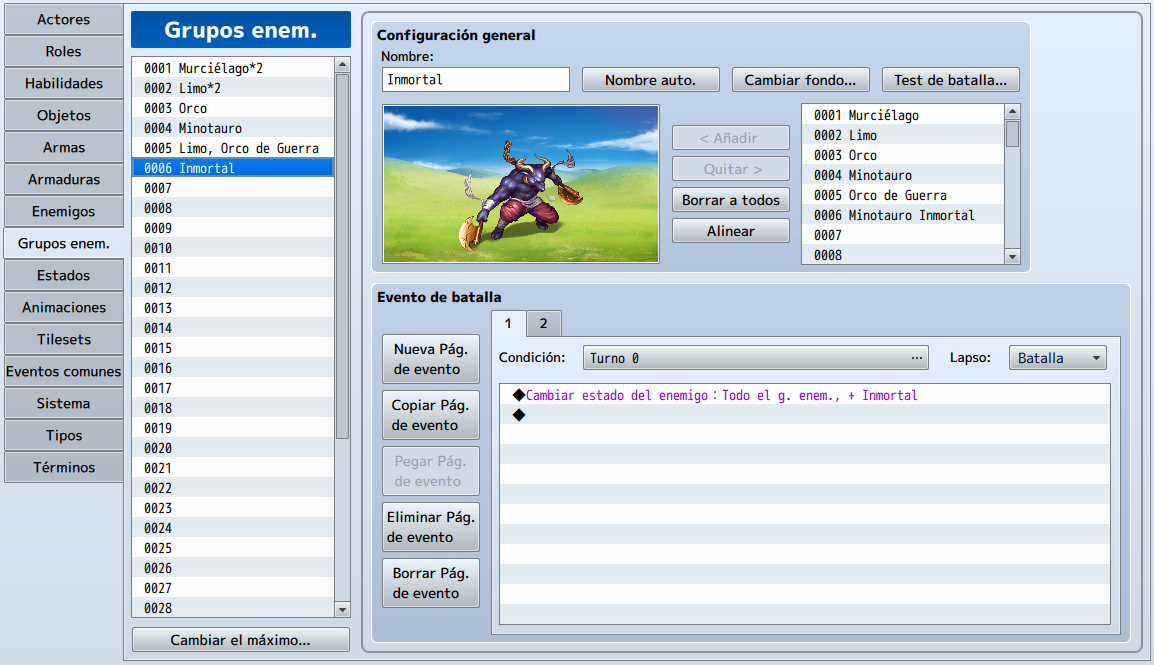 Actores
Roles
Habilidades
Objetos
Armas
Armaduras
Enemigos
Grupos enem.
Estados
Animaciones
Tilesets
Eventos comunes
Sistema
Tipos
Términos
Grupos enem.
0001 Murciélago*2
0002 Limo*2
0003 Orco
0004 Minotauro
0005 Limo, Orco de Guerra
0006 Inmortal
0007
0008
0009
0010
0011
0012
0013
0014
0015
0016
0017
0018
0019
0020
0021
0022
0023
0024
0025
0026
0027
0028
Cambiar el máximo...
Configuración general
Nombre:
Inmortal
Nombre auto.
Cambiar fondo...
Test de batalla...
< Añadir
Quitar >
Borrar a todos
Alinear
0001 Murciélago
0002 Limo
0003 Orco
0004 Minotauro
0005 Orco de Guerra
0006 Minotauro Inmortal
0007
0008
Evento de batalla
Nueva Pág.
de evento
Copiar Pág.
de evento
Pegar Pág.
de evento
Eliminar Pág.
de evento
Borrar Pág.
de evento
1 2
Condición: Turno 0 ... Lapso: Batalla
◆Cambiar estado del enemigo：Todo el g. enem., + Inmortal
◆